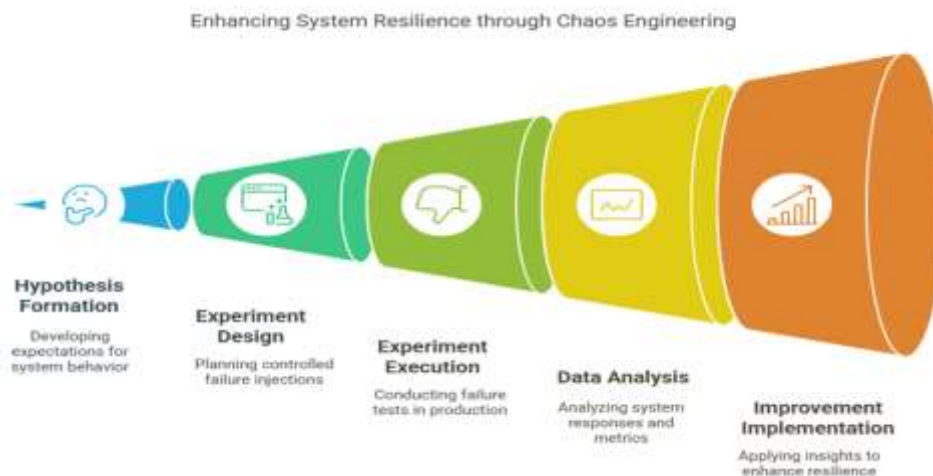 Enhancing System Resilience through Chaos Engineering
Hypothesis
Formation
Developing
expectations for
system behavior
Experiment
Design
Planning controlled
failure injections
Experiment
Execution
Conducting failure
tests in production
Data Analysis
Analyzing system
responses and
metrios
Improvement
Implementation
Applying insights to
enhance resilience